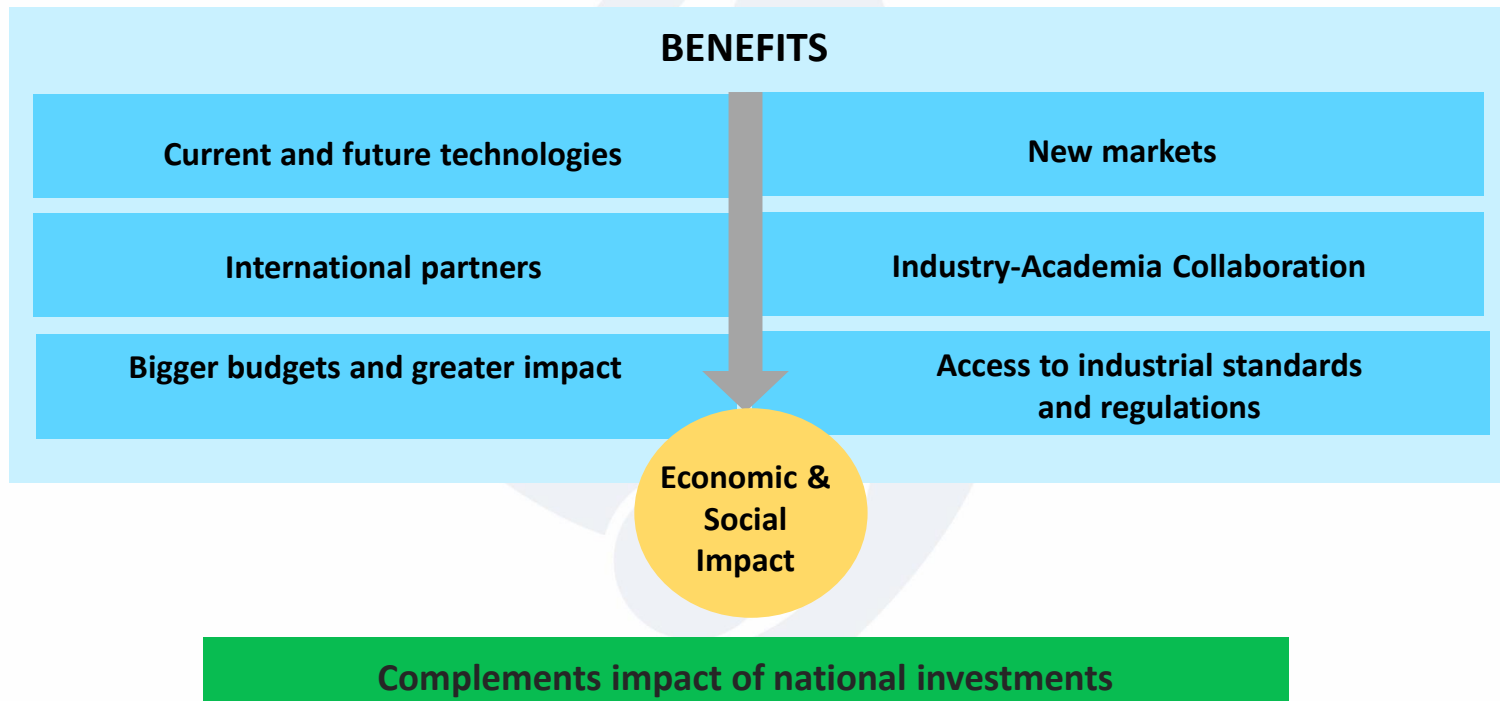 BENEFITS
Current and future technologies
New markets
International partners
Industry-Academia Collaboration
Bigger budgets and greater impact
Access to industrial standards
and regulations
Economic &
Social
Impact
Complements impact of national investments